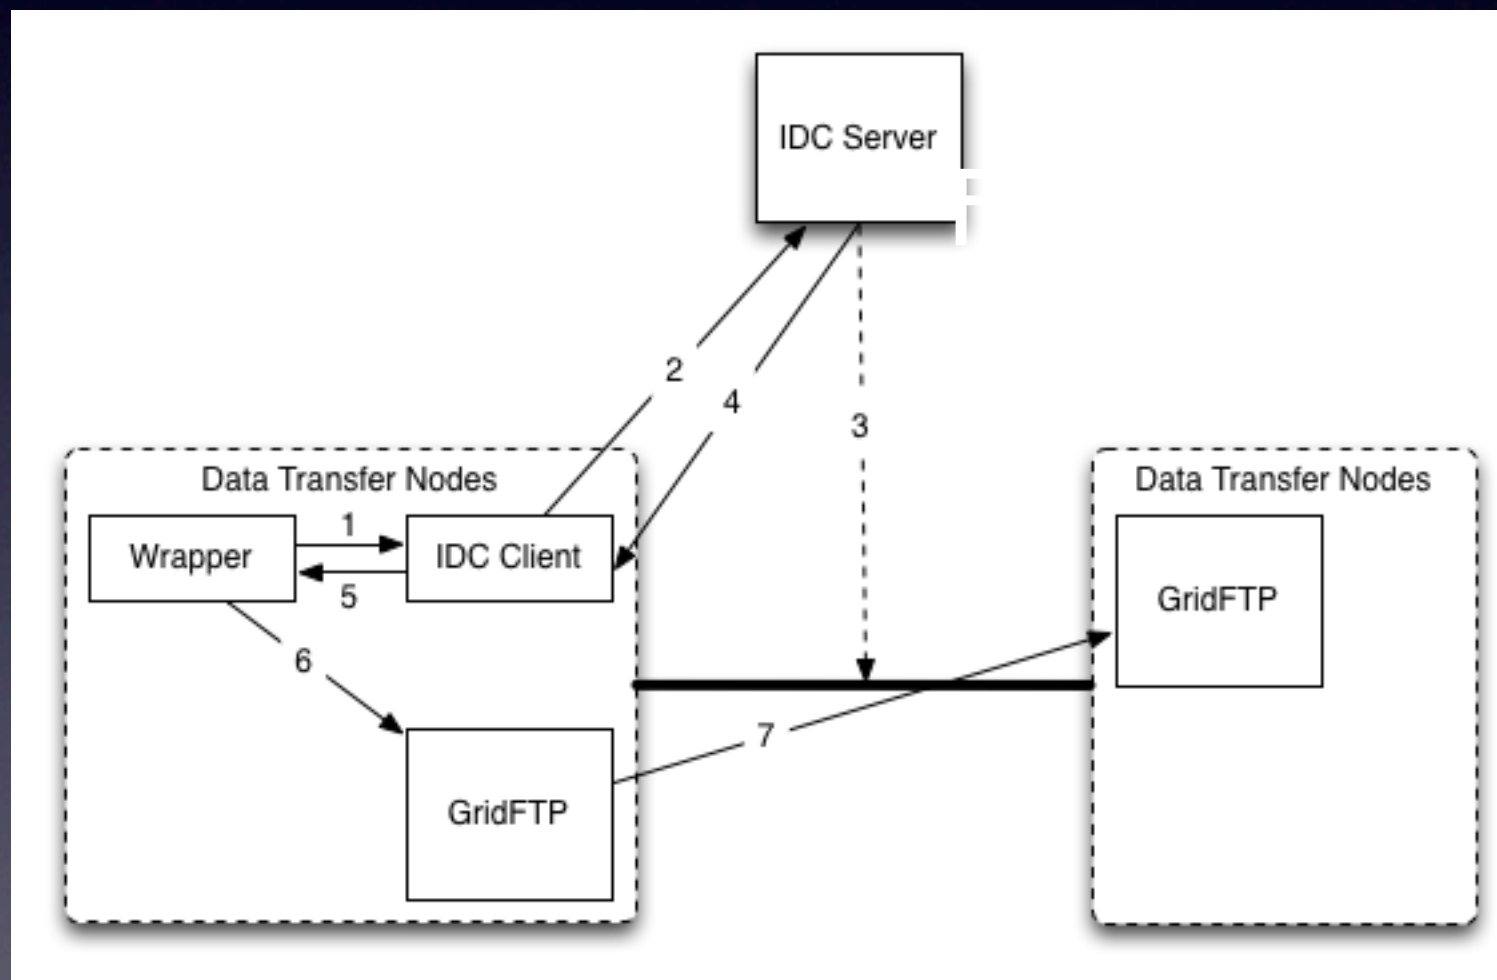 IDC Server
2
4
3
Data Transfer Nodes
Data Transfer Nodes
Wrapper
1
IDC Client
5
GridFTP
6
7
GridFTP